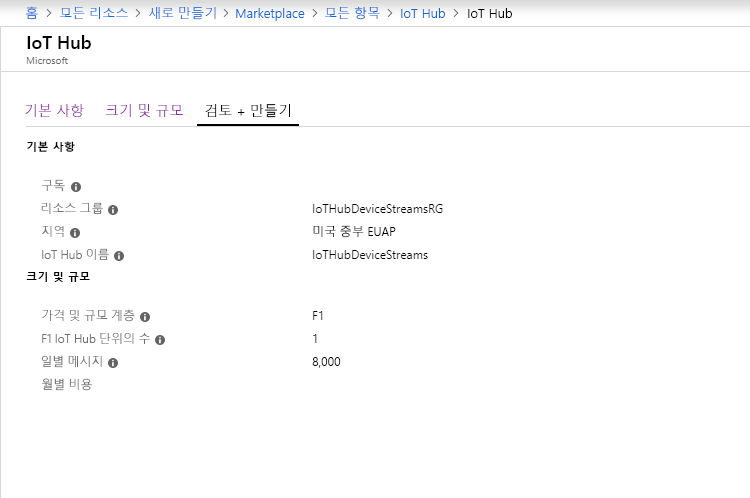 홈 > 모든 리소스 > 새로 만들기 > Marketplace > 모든 항목 > IoT Hub > IoT Hub
IoT Hub
Microsoft
기본 사항 크기 및 규모 검토 + 만들기
기본 사항
구독
리소스 그룹 IoTHubDeviceStreamsRG
지역 미국 중부 EUAP
IoT Hub 이름 IoTHubDeviceStreams
크기 및 규모
가격 및 규모 계층 F1
F1 IoT Hub 단위의 수 1
일별 메시지 8,000
월별 비용